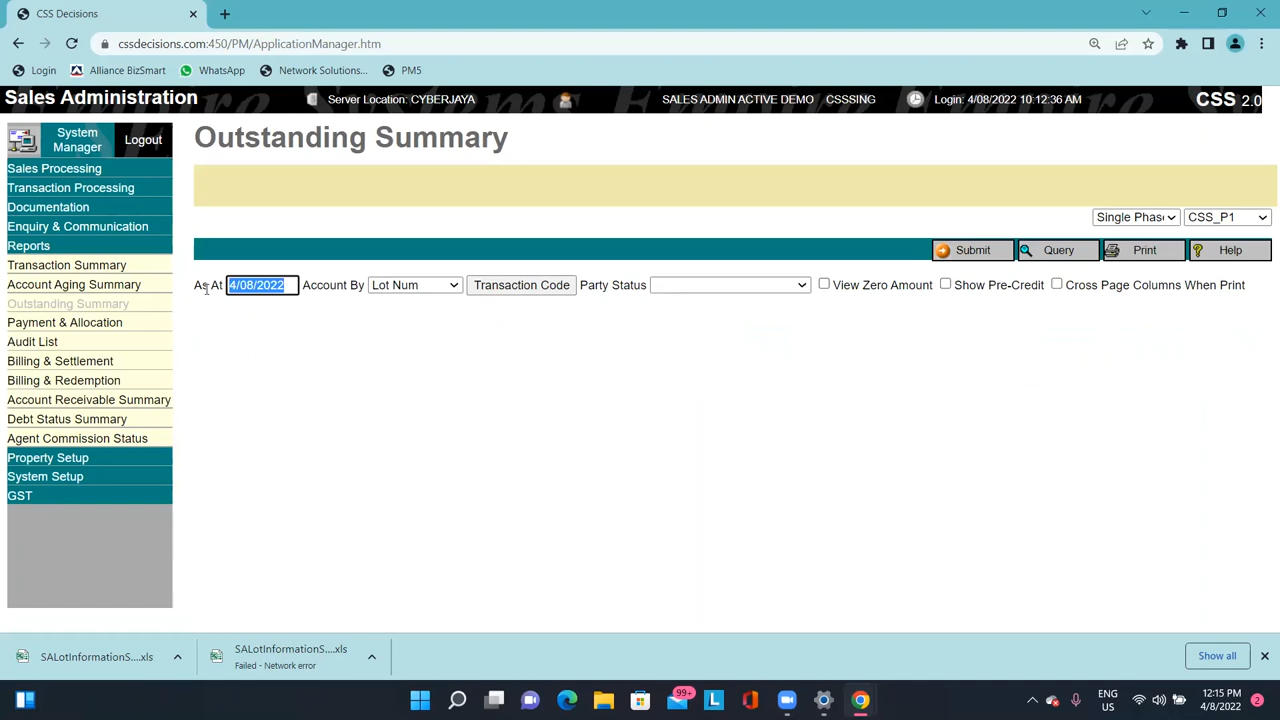 CSS Decisions
cssdecisions.com:450/PM/ApplicationManager.htm
Login Alliance BizSmart WhatsApp Network Solutions... PM5
Sales Administration Server Location: CYBERJAYA SALES ADMIN ACTIVE DEMO CSSSING Login: 4/08/2022 10:12:36 AM CSS 2.0
System Manager Logout
Outstanding Summary
Sales Processing
Transaction Processing
Documentation
Enquiry & Communication
Reports
Transaction Summary
Account Aging Summary
Outstanding Summary
Payment & Allocation
Audit List
Billing & Settlement
Billing & Redemption
Account Receivable Summary
Debt Status Summary
Agent Commission Status
Property Setup
System Setup
GST
Single Phas CSS_P1
Submit Query Print Help
As At 4/08/2022 Account By Lot Num Transaction Code Party Status View Zero Amount Show Pre-Credit Cross Page Columns When Print
SALotInformationS....xls
SALotInformationS....xls
Failed - Network error
Show all
99+
ENG
US
12:15 PM
4/8/2022
2